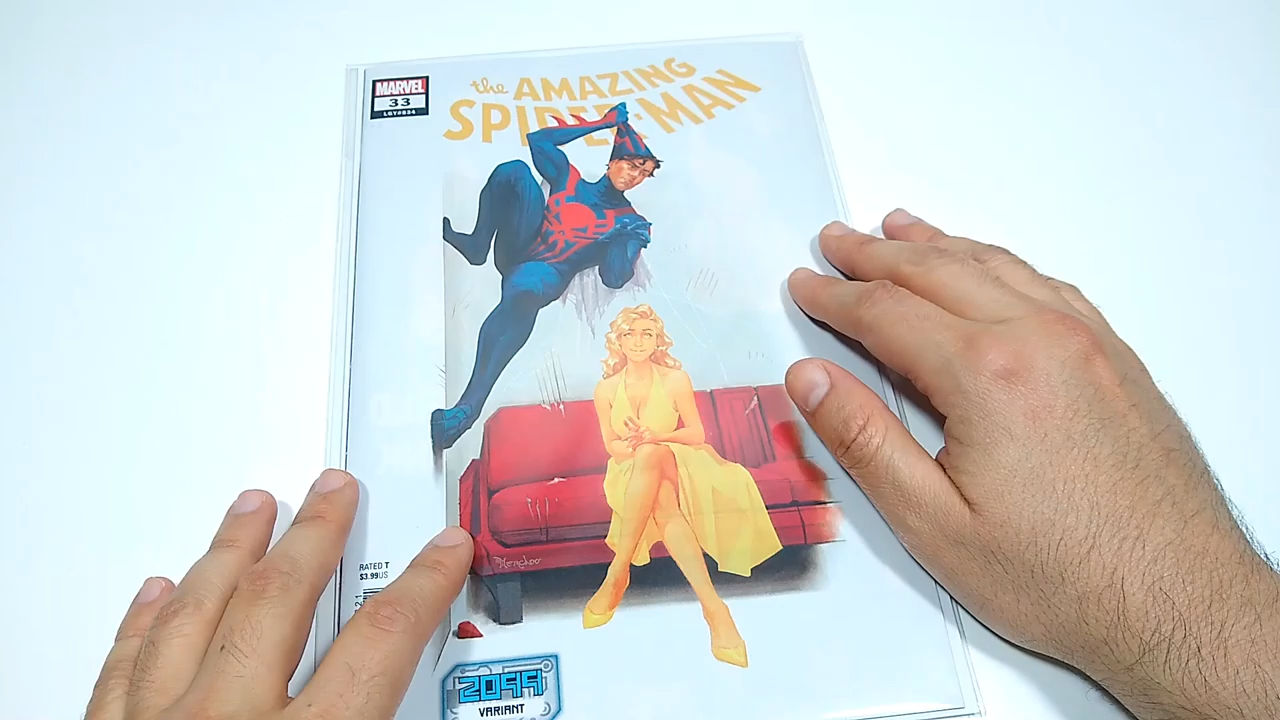 MARVEL
33
LGY#834
the AMAZING
SPIDER-MAN
RATED T
$3.99US
2099
VARIANT